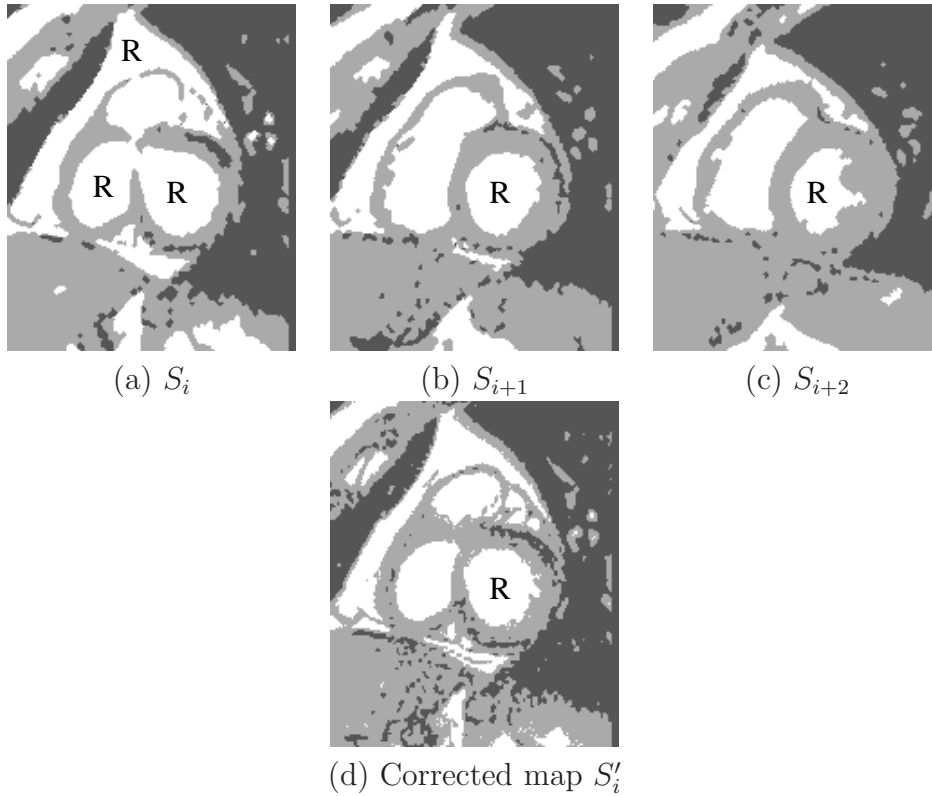 R
R R R R
(a) S_i (b) S_{i+1} (c) S_{i+2}
R
(d) Corrected map S'_i